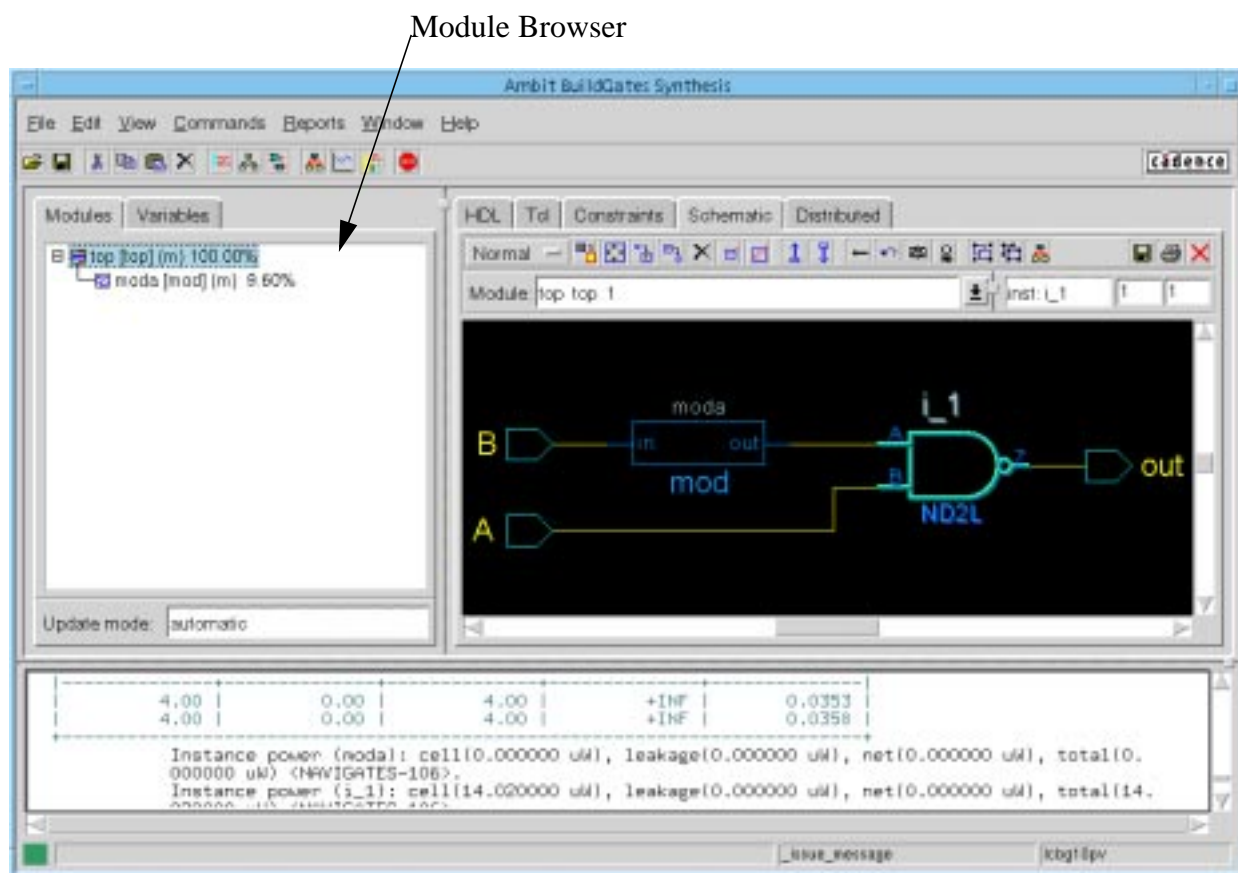 Module Browser
Ambit BuildGates Synthesis
File Edit View Commands Reports Window Help
cādence
Modules Variables
HDL Tcl Constraints Schematic Distributed
top [top] (m) 100.00%
moda [mod] (m) 9.60%
Normal
Module: top top 1
inst: i_1 1 1
moda
i_1
B in out A Z out
mod B
ND2L
A
Update mode: automatic
| 4.00 | 0.00 | 4.00 | +INF | 0.0353 |
| 4.00 | 0.00 | 4.00 | +INF | 0.0358 |
Instance power (moda): cell(0.000000 uW), leakage(0.000000 uW), net(0.000000 uW), total(0.
000000 uW) <NAVIGATES-106>.
Instance power (i_1): cell(14.020000 uW), leakage(0.000000 uW), net(0.000000 uW), total(14.
_issue_message